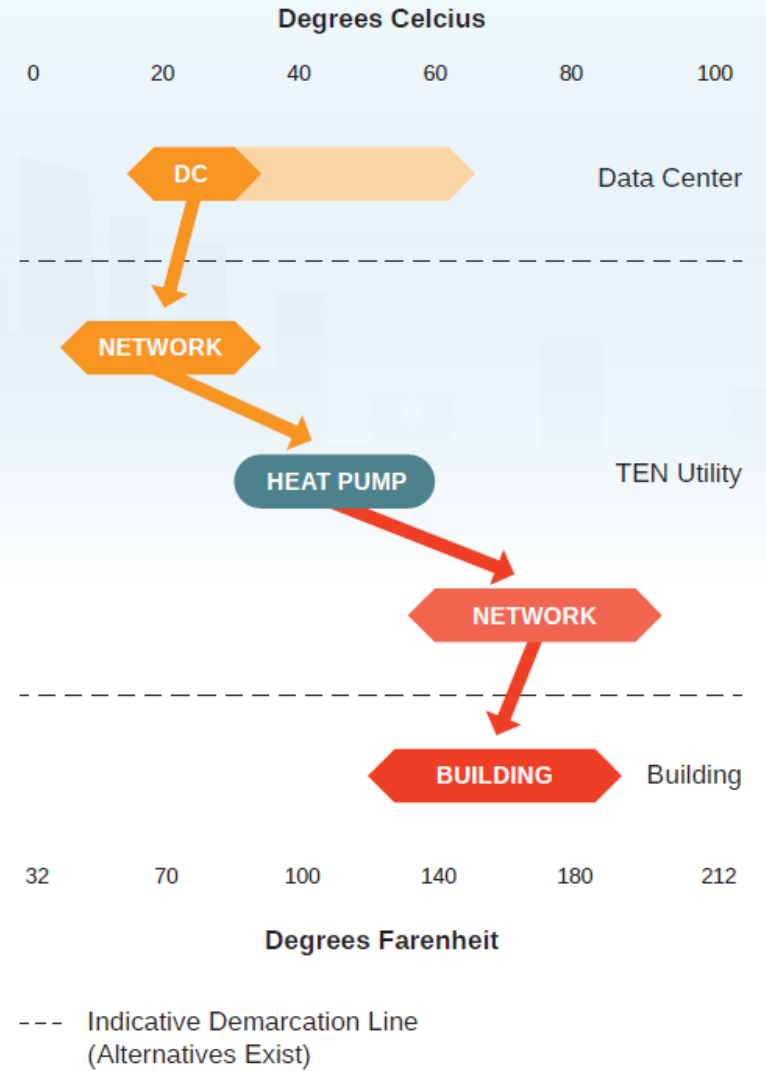 Degrees Celcius
0 20 40 60 80 100
DC
Data Center
NETWORK
HEAT PUMP
TEN Utility
NETWORK
BUILDING
Building
32 70 100 140 180 212
Degrees Farenheit
Indicative Demarcation Line
(Alternatives Exist)